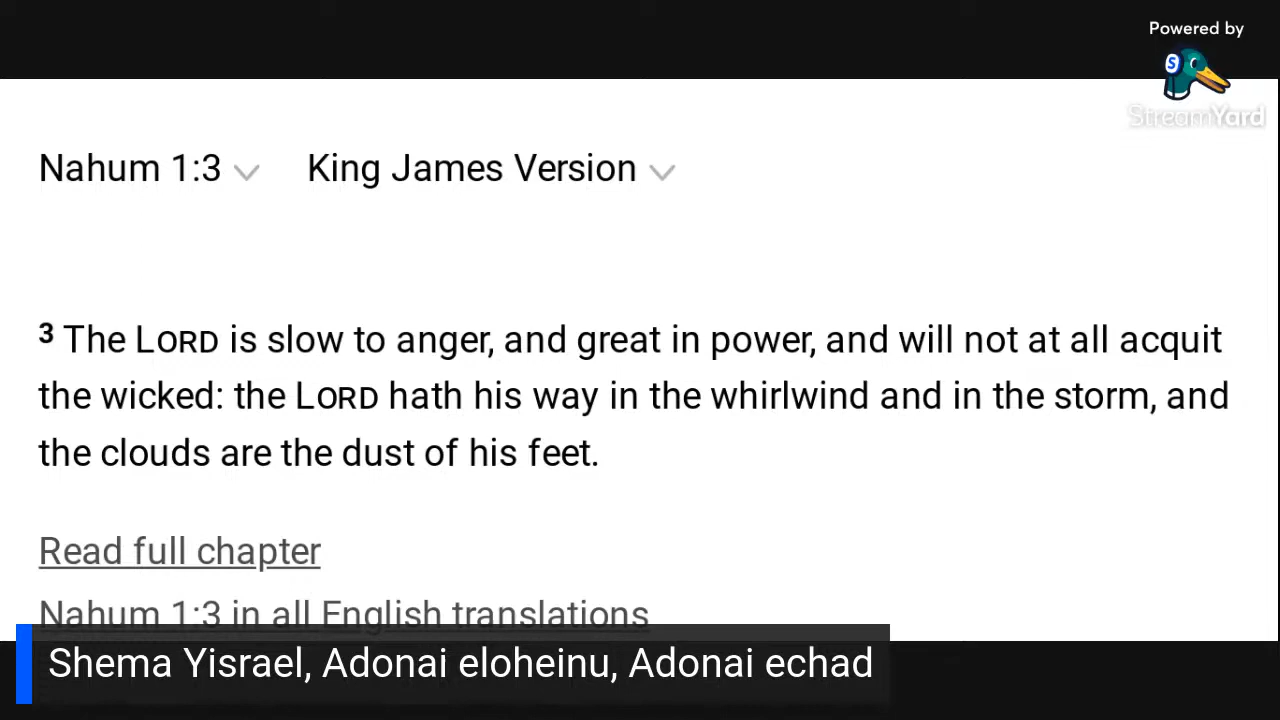 Powered by
S
StreamYard
Nahum 1:3 King James Version
3 The LORD is slow to anger, and great in power, and will not at all acquit
the wicked: the LORD hath his way in the whirlwind and in the storm, and
the clouds are the dust of his feet.
Read full chapter
Nahum 1:3 in all English translations
Shema Yisrael, Adonai eloheinu, Adonai echad